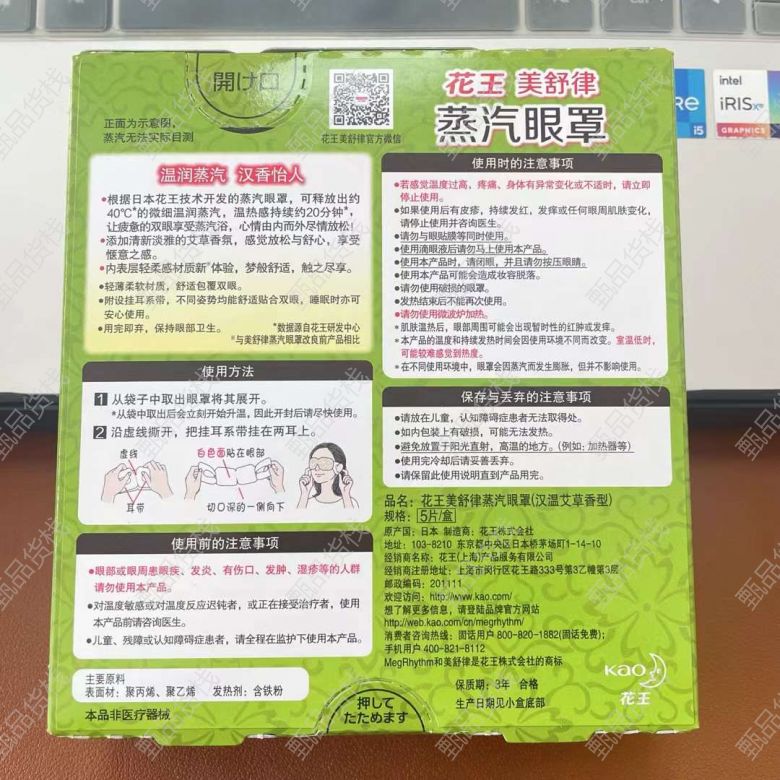 開け口
正面为示意图,
蒸汽无法实际目测
花王美舒律官方微信
花王 美舒律
蒸汽眼罩
intel
CORE
i5
intel
iRISxe
GRAPHICS
温润蒸汽 汉香怡人
•根据日本花王技术开发的蒸汽眼罩,可释放出约
40℃*的微细温润蒸汽,温热感持续约20分钟*,
让疲惫的双眼享受蒸汽浴,心情由内而外尽情放松!
•添加清新淡雅的艾草香氛,感觉放松与舒心,享受
惬意之感。
•内表层轻柔感材质新※体验,梦般舒适,触之尽享。
•轻薄柔软材质,舒适包覆双眼。
•附设挂耳系带,不同姿势均能舒适贴合双眼,睡眠时亦可
安心使用。
•用完即弃,保持眼部卫生。 *数据源自花王研发中心
※与美舒律蒸汽眼罩改良前产品相比
使用方法
1 从袋子中取出眼罩将其展开。
*从袋中取出后会立刻开始升温,因此开封后请尽快使用。
2 沿虚线撕开,把挂耳系带挂在两耳上。
虚线
白色面贴在眼部
耳带
切口深的一侧向下
使用前的注意事项
•眼部或眼周患眼疾、发炎、有伤口、发肿、湿疹等的人群
请勿使用本产品。
•对温度敏感或对温度反应迟钝者,或正在接受治疗者,使用
本产品前请咨询医生。
•儿童、残障或认知障碍症患者,请全程在监护下使用本产品。
主要原料
表面材:聚丙烯、聚乙烯 发热剂:含铁粉
本品非医疗器械
押して
たためます
使用时的注意事项
•若感觉温度过高,疼痛、身体有异常变化或不适时,请立即
停止使用。
•如果使用后有皮疹,持续发红,发痒或任何眼周肌肤变化,
请停止使用并咨询医生。
•请勿与眼贴膜等同时使用。
•使用滴眼液后请勿马上使用本产品。
•使用本产品时,请闭眼,并且请勿按压眼睛。
•使用本产品可能会造成妆容脱落。
•请勿使用破损的眼罩。
•发热结束后不能再次使用。
•请勿使用微波炉加热。
*肌肤温热后,眼部周围可能会出现暂时性的红肿或发痒。
*本产品的温度和持续发热时间会因使用环境不同而改变。室温低时,
可能较难感觉到热度。
*在不同使用环境中,眼罩会因蒸汽而发生膨胀,但并不影响使用。
保存与丢弃的注意事项
•请放在儿童,认知障碍症患者无法取得处。
•如内包装上有破损,可能无法发热。
•避免放置于阳光直射,高温的地方。(例如:加热器等)
•使用完冷却后请妥善丢弃。
•请保留此使用说明直到产品用完。
品名:花王美舒律蒸汽眼罩(汉温艾草香型)
规格:5片/盒
原产国:日本 制造商:花王株式会社
地址:103-8210 东京都中央区日本桥茅场町1-14-10
经销商名称:花王(上海)产品服务有限公司
经销商注册地址:上海市闵行区花王路333号第3乙幢第3层
邮政编码:201111
欢迎访问:http://www.kao.com/
想了解更多信息,请登陆品牌官方网站
http://web.kao.com/cn/megrhythm/
消费者咨询热线:固话用户 800-820-1882(固话免费);
手机用户 400-821-8112
MegRhythm和美舒律是花王株式会社的商标
保质期:3年 合格
生产日期见小盒底部
Kao
花王
甄品货栈